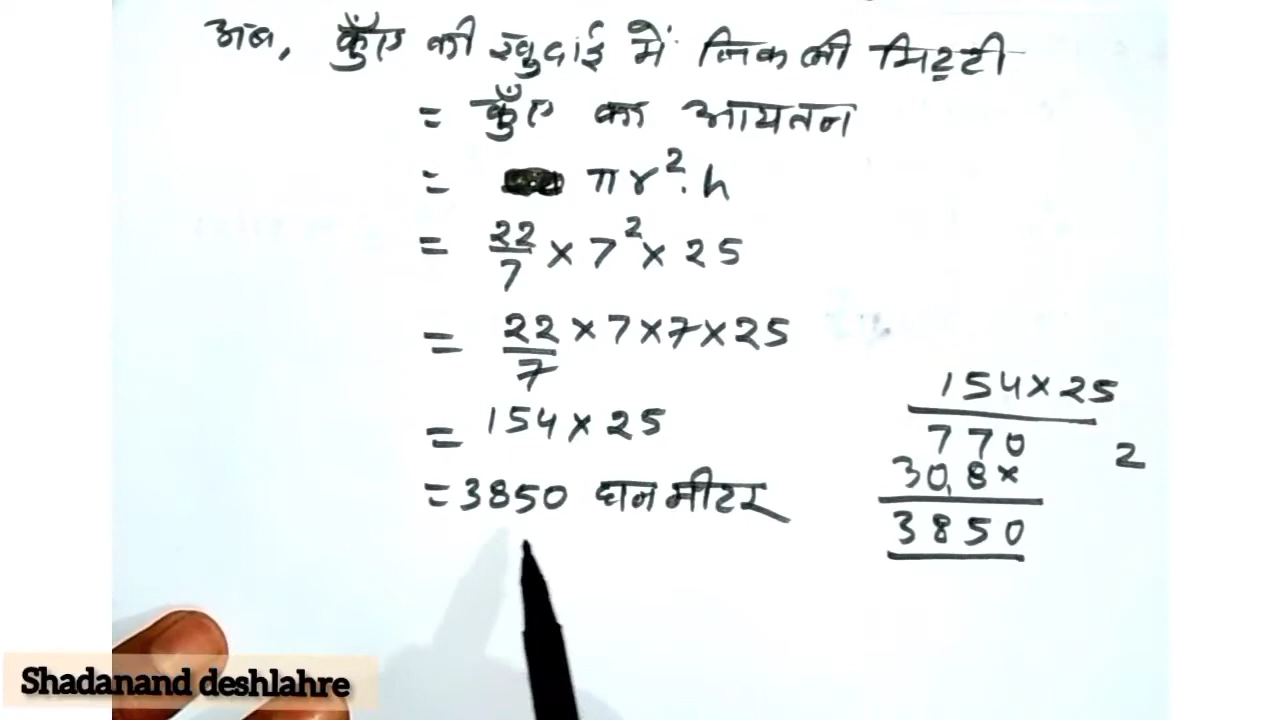 अब, कुँए की खुदाई में निकली मिट्टी
= कुँए का आयतन
= πr².h
= 22/7 × 7² × 25
= 22/7 × 7 × 7 × 25
= 154 × 25
= 3850 घन मीटर
154 × 25
770
308×
3850
2
Shadanand deshlahre